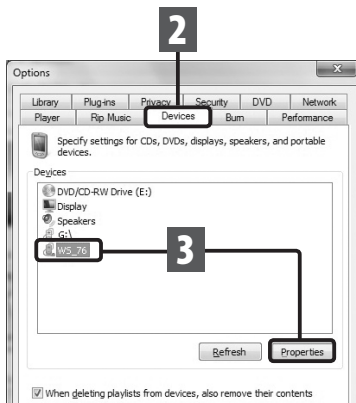 2
Options
Library Plug-ins Privacy Security DVD Network
Player Rip Music Devices Burn Performance
Specify settings for CDs, DVDs, displays, speakers, and portable
devices.
Devices
DVD/CD-RW Drive (E:)
Display
Speakers
G:\
WS_76
3
Refresh Properties
When deleting playlists from devices, also remove their contents